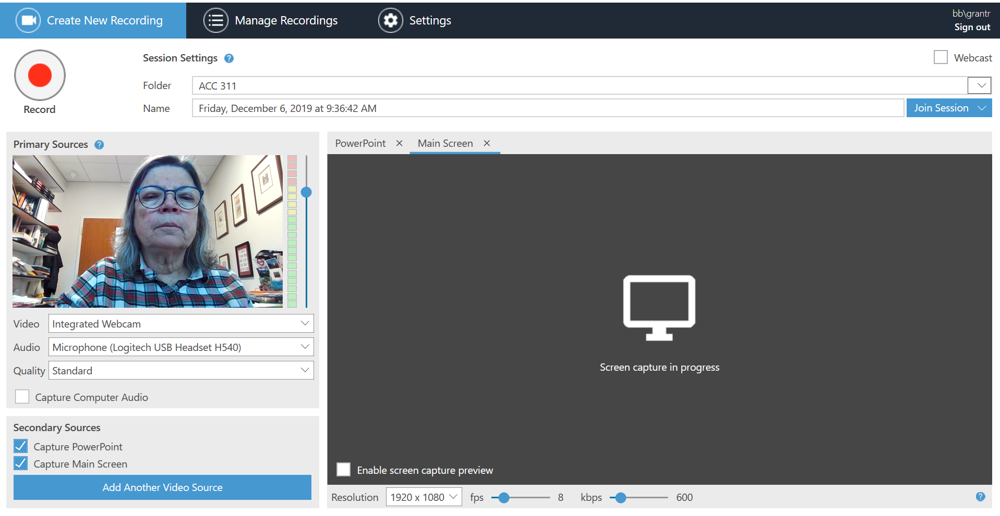 Create New Recording
Manage Recordings
Settings
bb\grantr
Sign out
Record
Session Settings ?
Webcast
Folder ACC 311
Name Friday, December 6, 2019 at 9:36:42 AM
Join Session
Primary Sources ?
Video Integrated Webcam
Audio Microphone (Logitech USB Headset H540)
Quality Standard
Capture Computer Audio
Secondary Sources
Capture PowerPoint
Capture Main Screen
Add Another Video Source
PowerPoint Main Screen
Screen capture in progress
Enable screen capture preview
Resolution 1920 x 1080 fps 8 kbps 600 ?